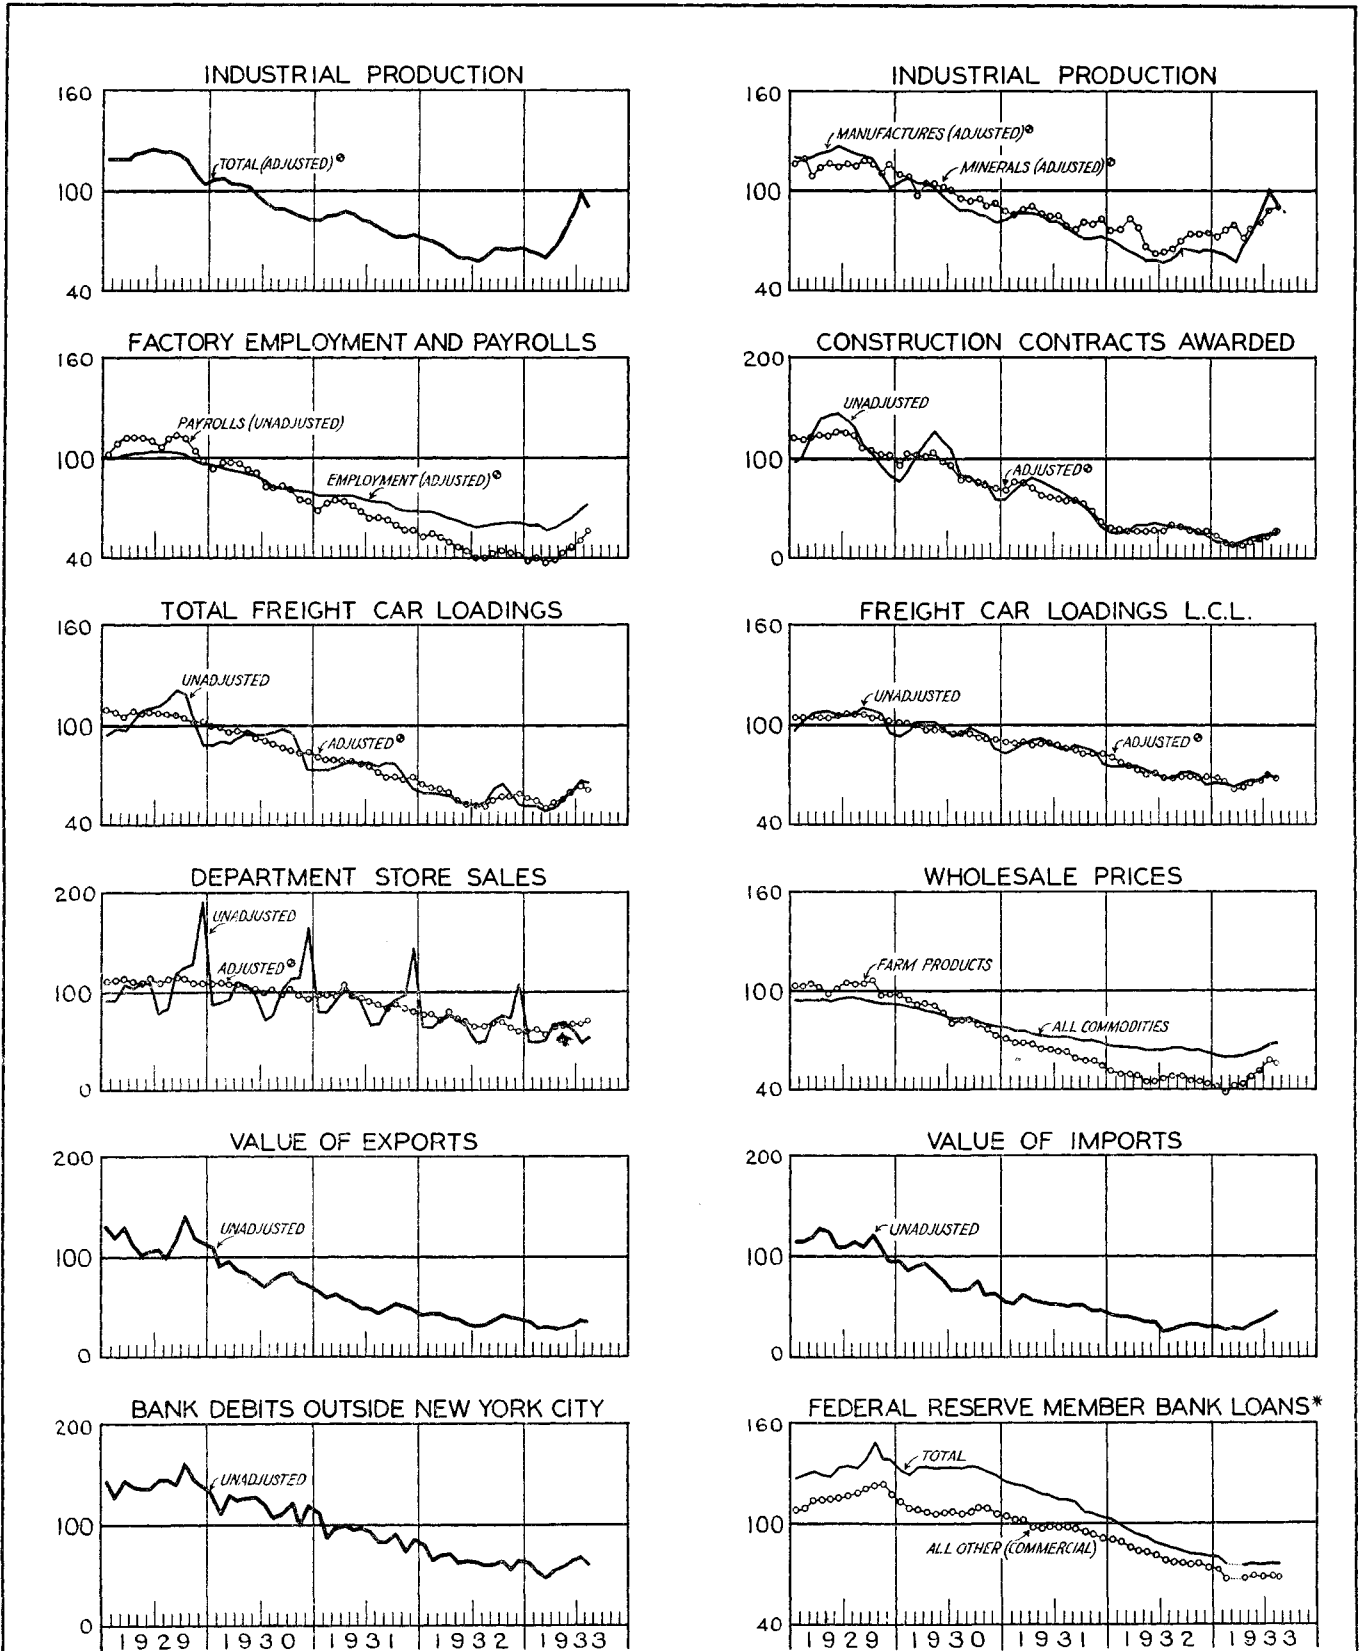 INDUSTRIAL PRODUCTION
160
TOTAL (ADJUSTED)⊘
100
40
INDUSTRIAL PRODUCTION
160
MANUFACTURES (ADJUSTED)⊘
MINERALS (ADJUSTED)⊘
100
40
FACTORY EMPLOYMENT AND PAYROLLS
160
PAYROLLS (UNADJUSTED)
100
EMPLOYMENT (ADJUSTED)⊘
40
CONSTRUCTION CONTRACTS AWARDED
200
UNADJUSTED
100
ADJUSTED⊘
0
TOTAL FREIGHT CAR LOADINGS
160
UNADJUSTED
100
ADJUSTED⊘
40
FREIGHT CAR LOADINGS L.C.L.
160
UNADJUSTED
100
ADJUSTED⊘
40
DEPARTMENT STORE SALES
200
UNADJUSTED
ADJUSTED⊘
100
0
WHOLESALE PRICES
160
FARM PRODUCTS
100
ALL COMMODITIES
40
VALUE OF EXPORTS
200
UNADJUSTED
100
0
VALUE OF IMPORTS
200
UNADJUSTED
100
0
BANK DEBITS OUTSIDE NEW YORK CITY
200
UNADJUSTED
100
0
1929 1930 1931 1932 1933
FEDERAL RESERVE MEMBER BANK LOANS*
160
TOTAL
100
ALL OTHER (COMMERCIAL)
40
1929 1930 1931 1932 1933